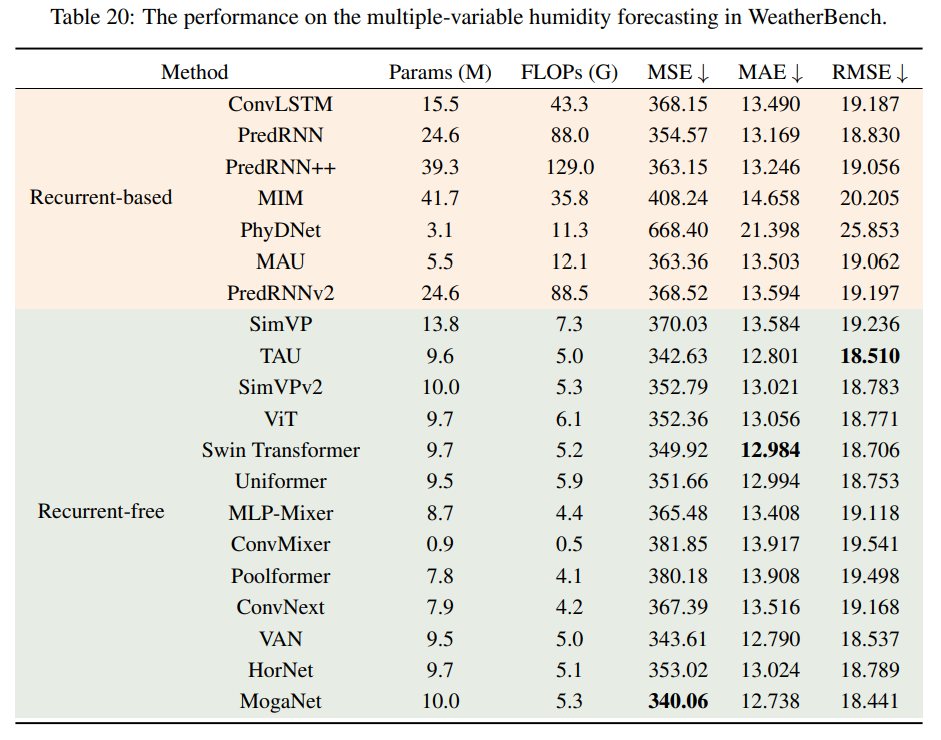 Table 20: The performance on the multiple-variable humidity forecasting in WeatherBench.
Method Params (M) FLOPs (G) MSE ↓ MAE ↓ RMSE ↓
ConvLSTM 15.5 43.3 368.15 13.490 19.187
PredRNN 24.6 88.0 354.57 13.169 18.830
PredRNN++ 39.3 129.0 363.15 13.246 19.056
Recurrent-based MIM 41.7 35.8 408.24 14.658 20.205
PhyDNet 3.1 11.3 668.40 21.398 25.853
MAU 5.5 12.1 363.36 13.503 19.062
PredRNNv2 24.6 88.5 368.52 13.594 19.197
SimVP 13.8 7.3 370.03 13.584 19.236
TAU 9.6 5.0 342.63 12.801 18.510
SimVPv2 10.0 5.3 352.79 13.021 18.783
ViT 9.7 6.1 352.36 13.056 18.771
Swin Transformer 9.7 5.2 349.92 12.984 18.706
Uniformer 9.5 5.9 351.66 12.994 18.753
Recurrent-free MLP-Mixer 8.7 4.4 365.48 13.408 19.118
ConvMixer 0.9 0.5 381.85 13.917 19.541
Poolformer 7.8 4.1 380.18 13.908 19.498
ConvNext 7.9 4.2 367.39 13.516 19.168
VAN 9.5 5.0 343.61 12.790 18.537
HorNet 9.7 5.1 353.02 13.024 18.789
MogaNet 10.0 5.3 340.06 12.738 18.441